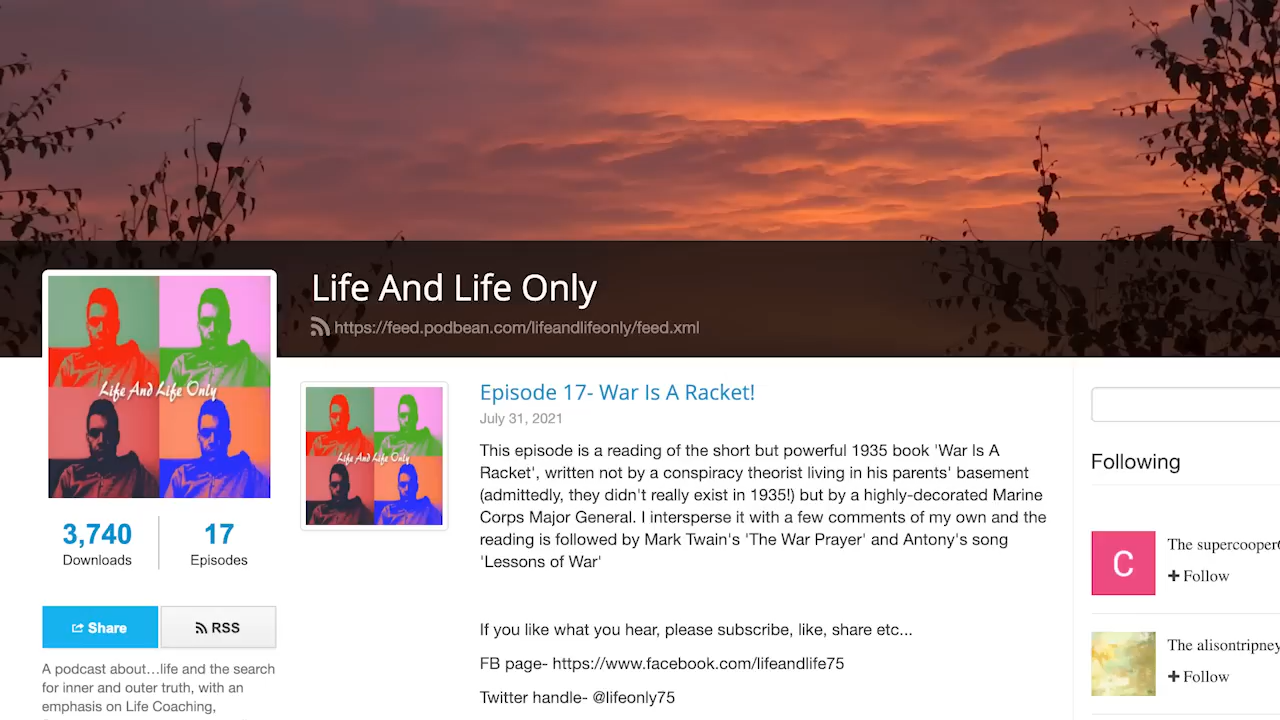 Life And Life Only
https://feed.podbean.com/lifeandlifeonly/feed.xml
Life And Life Only
3,740
Downloads
17
Episodes
Share
RSS
A podcast about…life and the search
for inner and outer truth, with an
emphasis on Life Coaching,
Life And Life Only
Episode 17- War Is A Racket!
July 31, 2021
This episode is a reading of the short but powerful 1935 book 'War Is A
Racket', written not by a conspiracy theorist living in his parents' basement
(admittedly, they didn't really exist in 1935!) but by a highly-decorated Marine
Corps Major General. I intersperse it with a few comments of my own and the
reading is followed by Mark Twain's 'The War Prayer' and Antony's song
'Lessons of War'
If you like what you hear, please subscribe, like, share etc...
FB page- https://www.facebook.com/lifeandlife75
Twitter handle- @lifeonly75
Following
C
The supercooper
+ Follow
The alisontripney
+ Follow